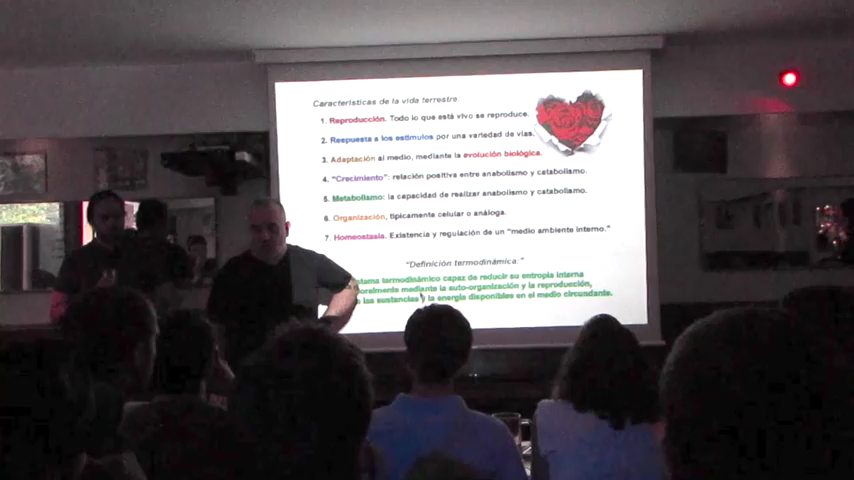 Características de la vida terrestre.
1. Reproducción. Todo lo que está vivo se reproduce.
2. Respuesta a los estímulos por una variedad de vías.
3. Adaptación al medio, mediante la evolución biológica.
4. "Crecimiento": relación positiva entre anabolismo y catabolismo.
5. Metabolismo: la capacidad de realizar anabolismo y catabolismo.
6. Organización, típicamente celular o análoga.
7. Homeostasia. Existencia y regulación de un "medio ambiente interno."
"Definición termodinámica:"
termodinámico capaz de reducir su entropía interna
mediante la auto-organización y la reproducción,
las sustancias y la energía disponibles en el medio circundante.